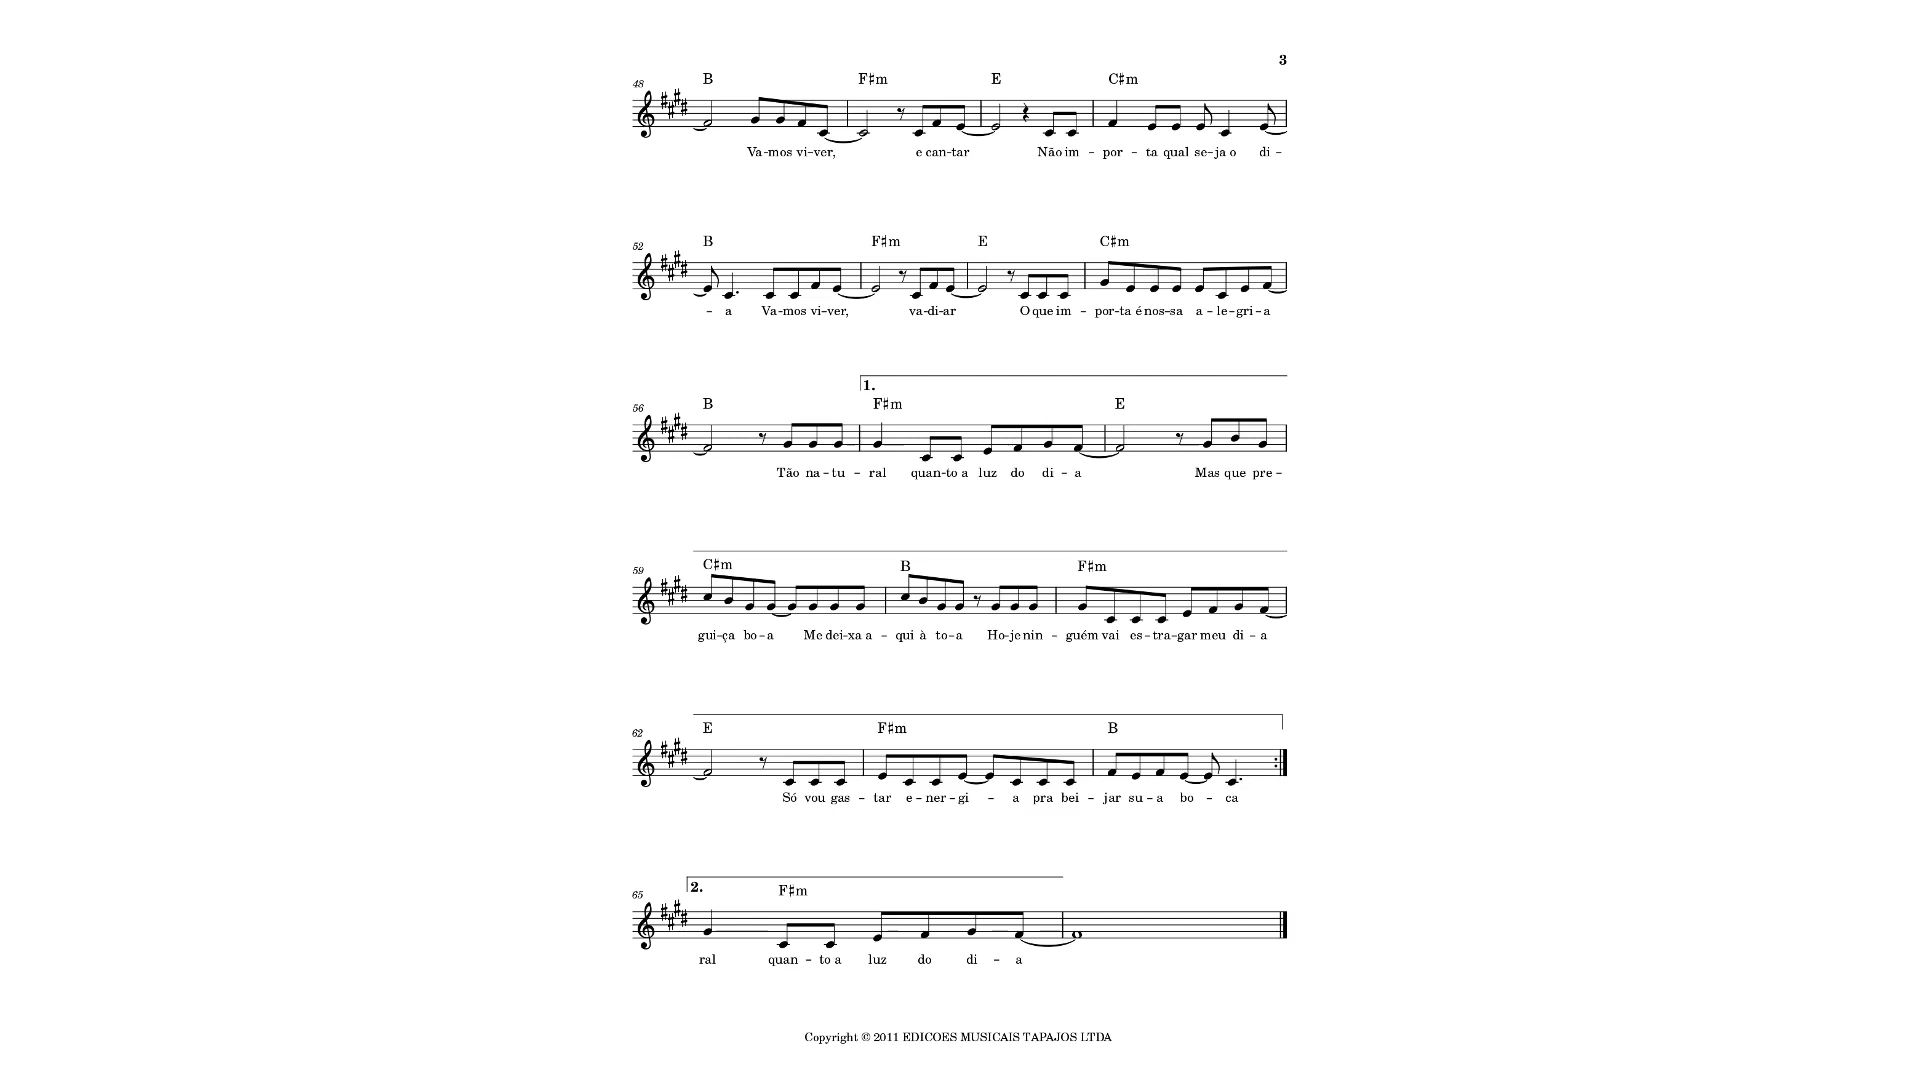 3
B F♯m E C♯m
48
Va-mos vi-ver, e can-tar Não im - por - ta qual se-ja o di -
B F♯m E C♯m
52
- a Va-mos vi-ver, va-di-ar O que im - por-ta é nos-sa a-le-gri-a
1.
B F♯m E
56
Tão na-tu - ral quan-to a luz do di - a Mas que pre -
C♯m B F♯m
59
gui-ça bo-a Me dei-xa a - qui à to-a Ho-je nin - guém vai es-tra-gar meu di - a
E F♯m B
62
Só vou gas - tar e-ner-gi - a pra bei - jar su-a bo - ca
2. F♯m
65
ral quan-to a luz do di - a
Copyright © 2011 EDICOES MUSICAIS TAPAJOS LTDA